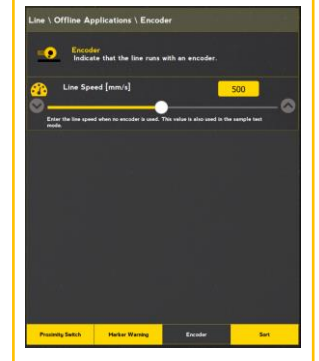 Line \ Offline Applications \ Encoder
Encoder
Indicate that the line runs with an encoder.
Line Speed [mm/s]
500
Enter the line speed when no encoder is used. This value is also used in the sample test
mode.
Proximity Switch
Marker Warning
Encoder
Sort